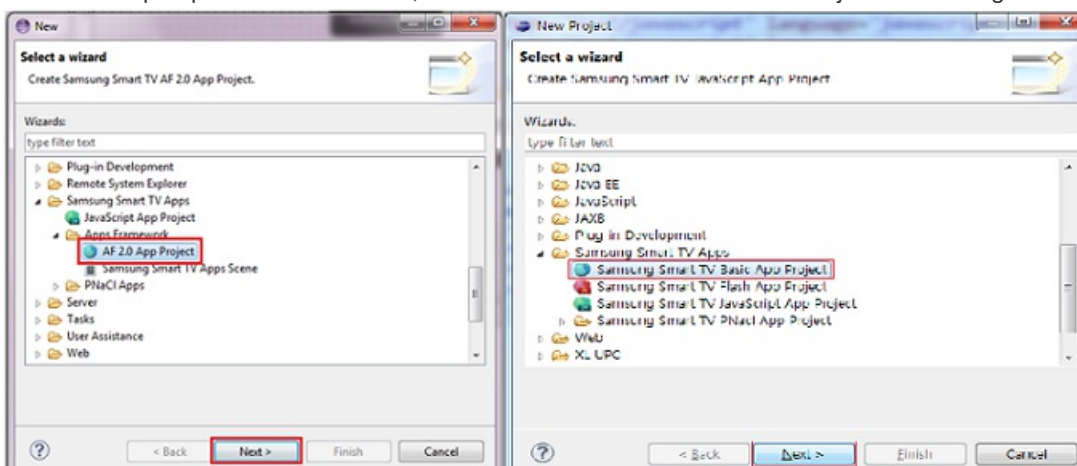 New
Select a wizard
Create Samsung Smart TV AF 2.0 App Project.
Wizards:
type filter text
Plug-in Development
Remote System Explorer
Samsung Smart TV Apps
JavaScript App Project
Apps Framework
AF 2.0 App Project
Samsung Smart TV Apps Scene
PNaCl Apps
Server
Tasks
User Assistance
Web
< Back Next > Finish Cancel
New Project
Select a wizard
Create Samsung Smart TV JavaScript App Project
Wizards:
type filter text
Java
Java EE
JavaScript
JAXB
Plug-in Development
Samsung Smart TV Apps
Samsung Smart TV Basic App Project
Samsung Smart TV Flash App Project
Samsung Smart TV JavaScript App Project
Samsung Smart TV PNacl App Project
Web
XL UPC
< Back Next > Finish Cancel